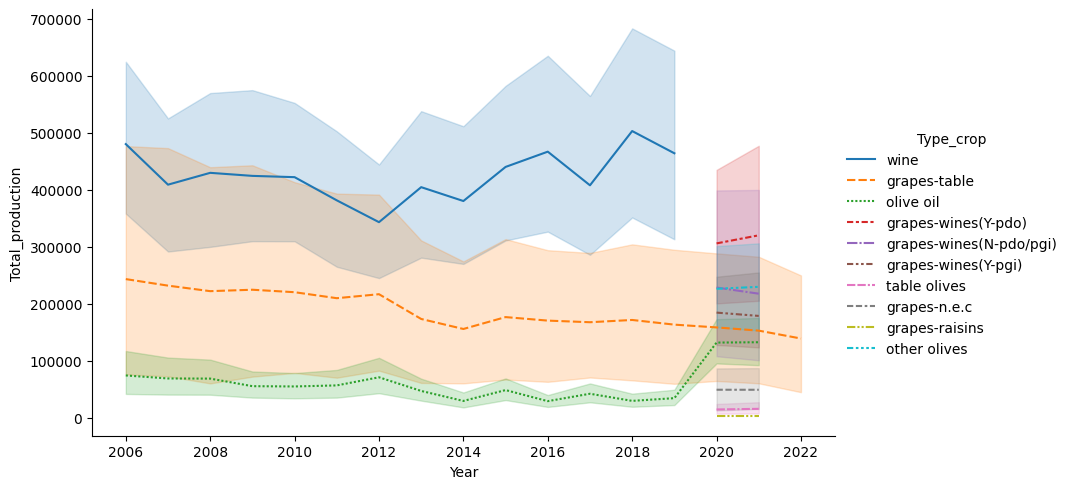 700000
600000
500000
400000
300000
200000
100000
0
Total_production
2006 2008 2010 2012 2014 2016 2018 2020 2022
Year
Type_crop
wine
grapes-table
olive oil
grapes-wines(Y-pdo)
grapes-wines(N-pdo/pgi)
grapes-wines(Y-pgi)
table olives
grapes-n.e.c
grapes-raisins
other olives